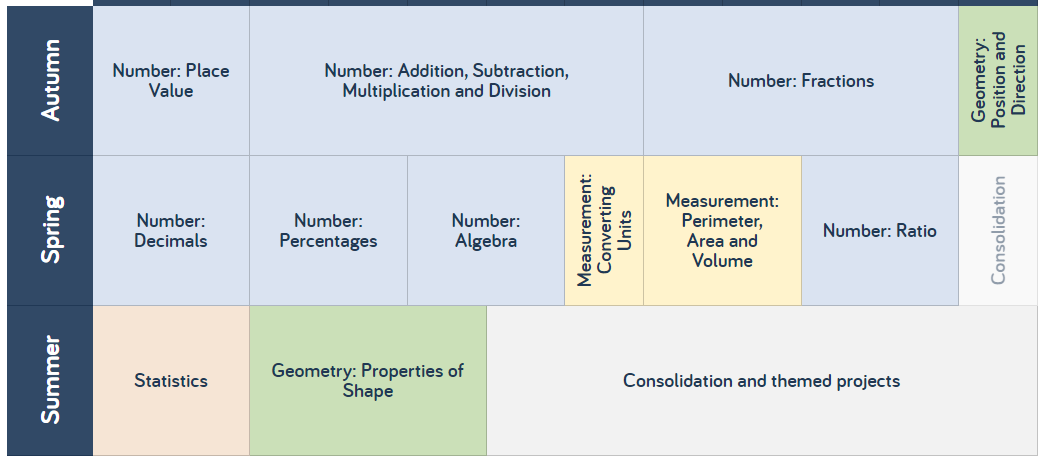 Autumn
Number: Place
Value
Number: Addition, Subtraction,
Multiplication and Division
Number: Fractions
Geometry:
Position and
Direction
Spring
Number:
Decimals
Number:
Percentages
Number:
Algebra
Measurement:
Converting
Units
Measurement:
Perimeter,
Area and
Volume
Number: Ratio
Consolidation
Summer
Statistics
Geometry: Properties of
Shape
Consolidation and themed projects